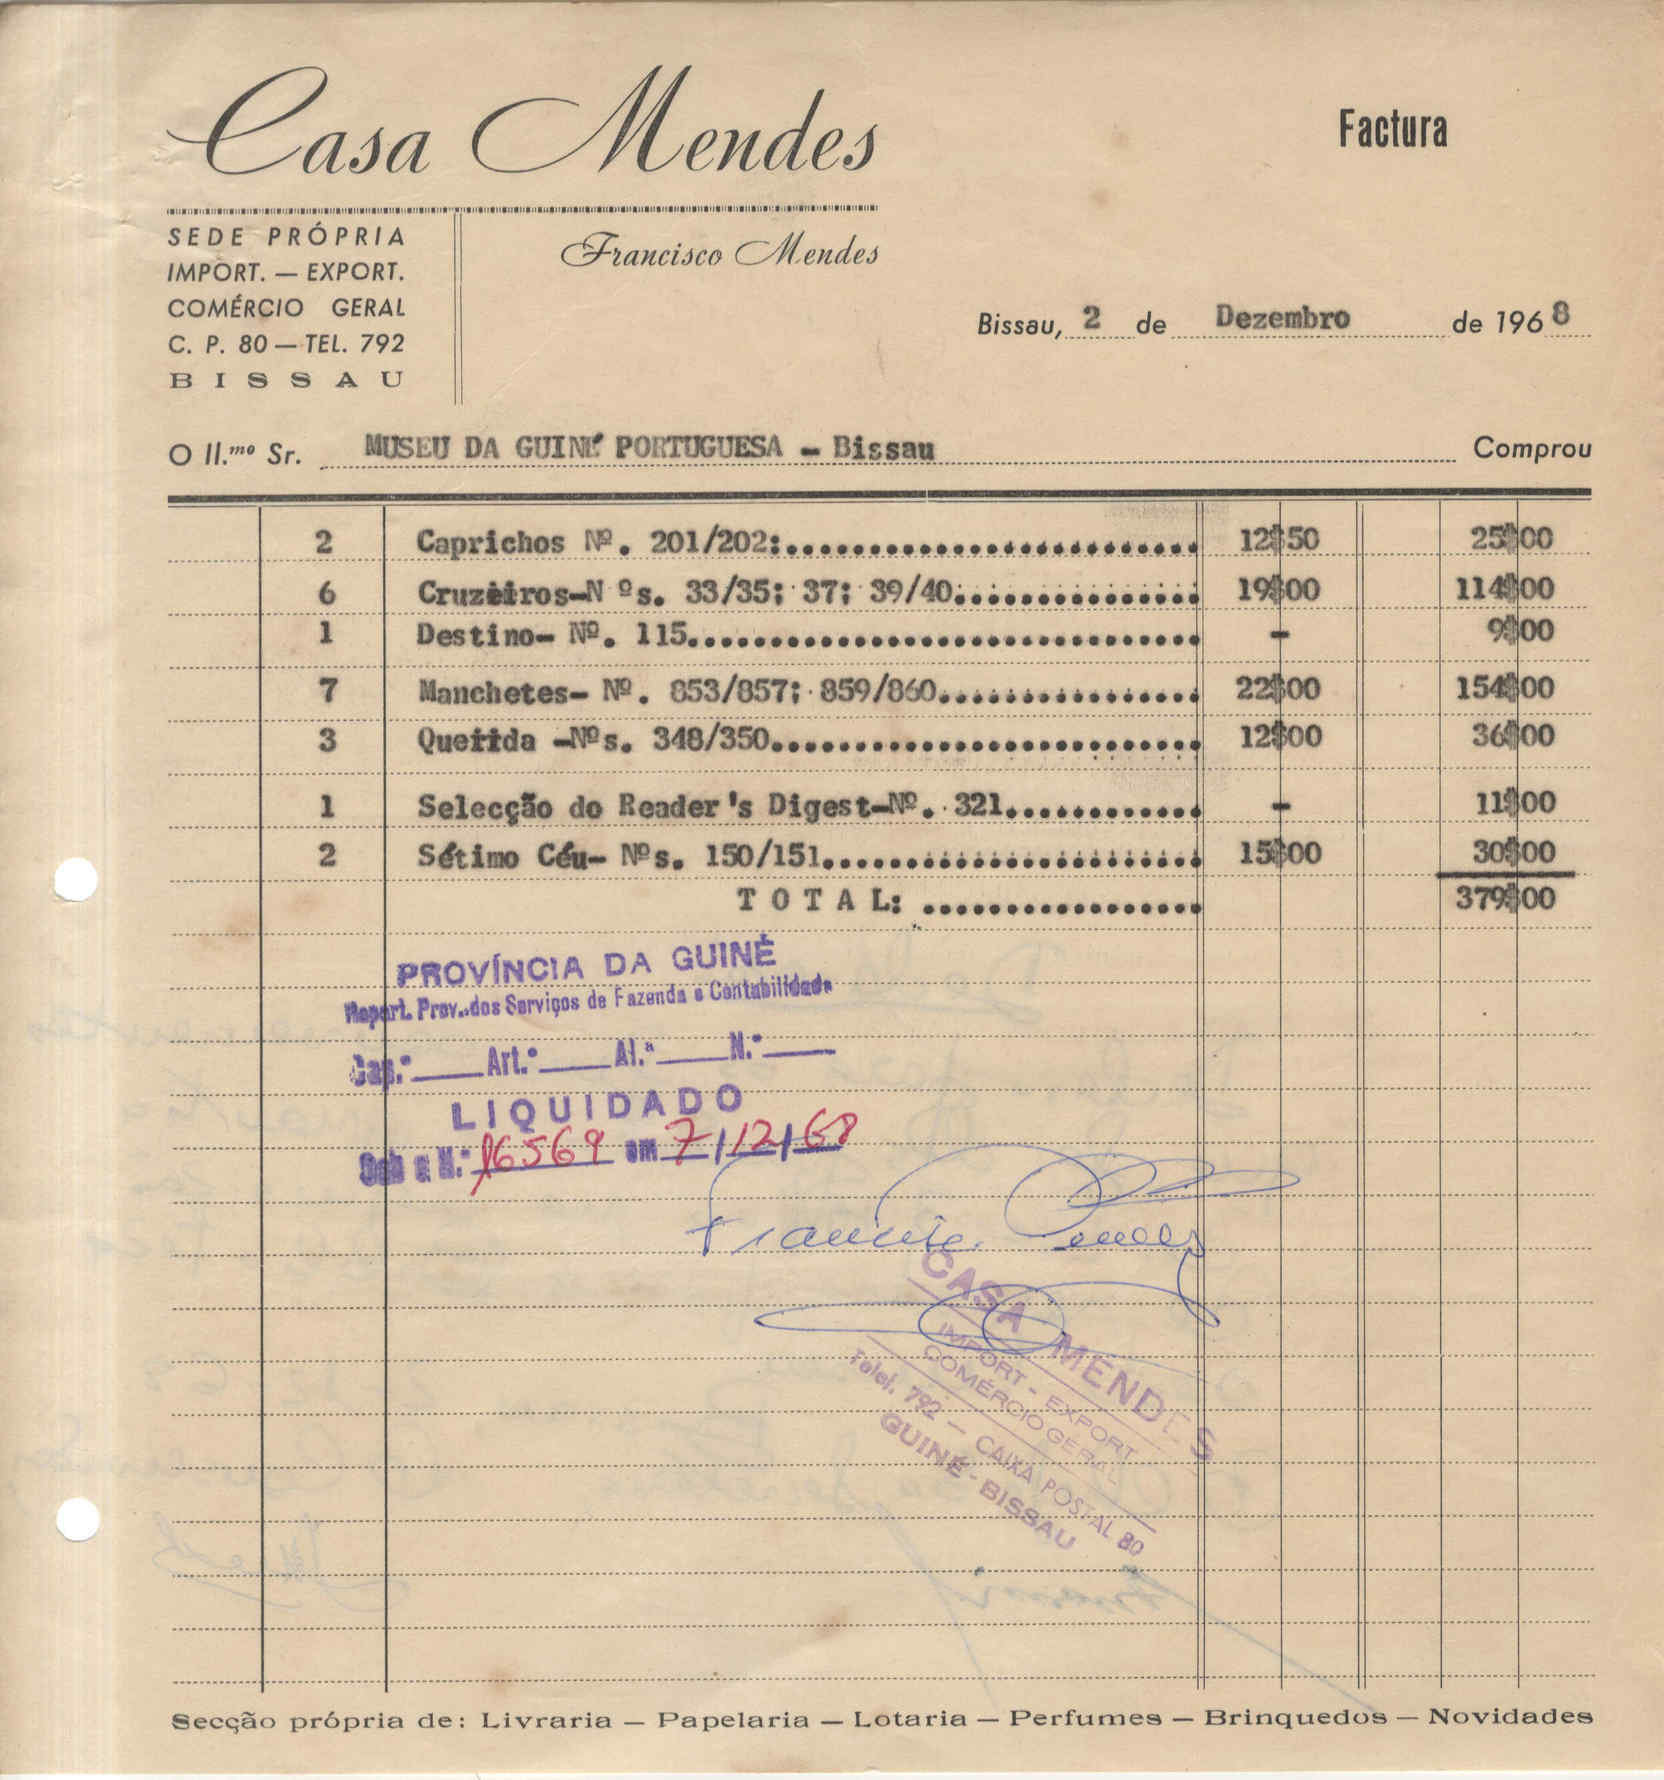 Casa Mendes
Factura
SEDE PRÓPRIA
IMPORT. — EXPORT.
COMÉRCIO GERAL
C. P. 80 — TEL. 792
BISSAU
Francisco Mendes
Bissau, 2 de Dezembro de 1968
O Il.mo Sr. MUSEU DA GUINÉ PORTUGUESA - Bissau Comprou
2 Caprichos Nº. 201/202:............................... 12$50 25$00
6 Cruzeiros-N ºs. 33/35; 37; 39/40:.................. 19$00 114$00
1 Destino- Nº. 115...................................... - 9$00
7 Manchetes- Nº. 853/857; 859/860.................... 22$00 154$00
3 Querida -Nºs. 348/350................................ 12$00 36$00
1 Selecção do Reader's Digest-Nº. 321.............. - 11$00
2 Sétimo Céu- Nºs. 150/151............................ 15$00 30$00
T O T A L: ................. 379$00
PROVÍNCIA DA GUINÉ
Repart. Prov. dos Serviços de Fazenda e Contabilidade
Cap.º ____ Art.º ____ Al.ª ____ N.º ____
LIQUIDADO
Sob o N.º 16569 em 7/12/68
Francisco Mendes
CASA MENDES
IMPORT - EXPORT
COMÉRCIO GERAL
Telef. 792 — CAIXA POSTAL 80
GUINÉ - BISSAU
Secção própria de: Livraria — Papelaria — Lotaria — Perfumes — Brinquedos — Novidades